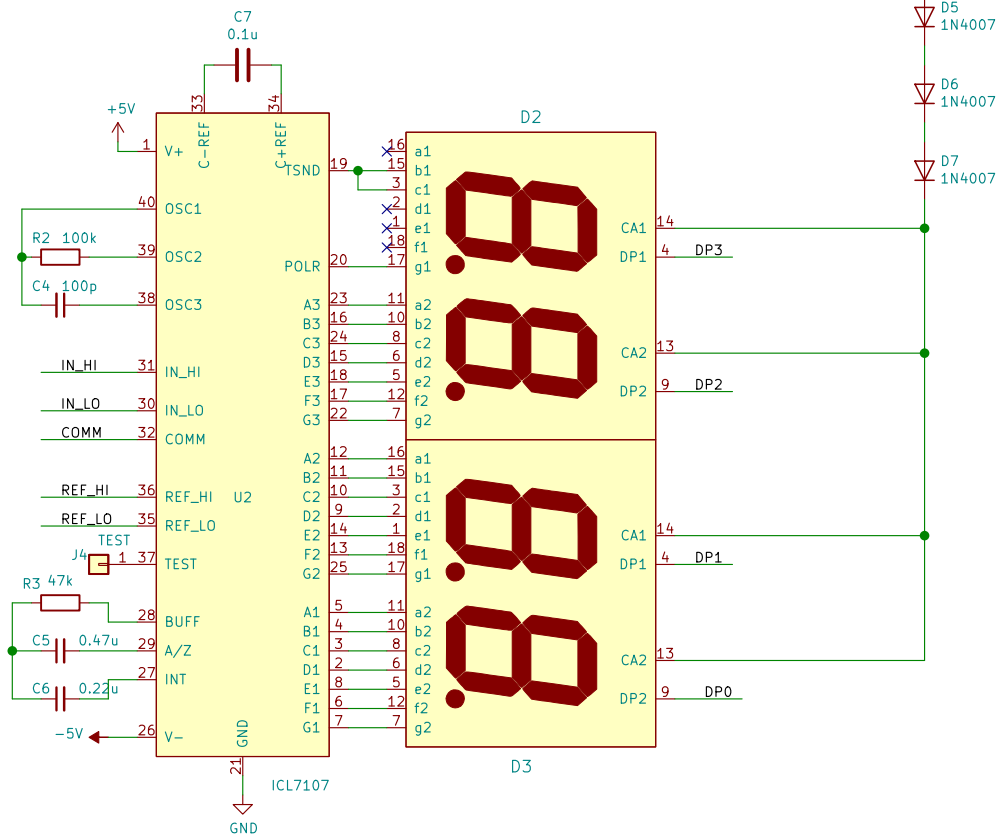 C7
0.1u
33
34
C-REF
C+REF
+5V
1 V+
40 OSC1
R2 100k
39 OSC2
C4 100p
38 OSC3
IN_HI 31 IN_HI
IN_LO 30 IN_LO
COMM 32 COMM
REF_HI 36 REF_HI
U2
REF_LO 35 REF_LO
TEST
J4 1 37 TEST
R3 47k
28 BUFF
C5 0.47u 29 A/Z
27 INT
C6 0.22u
-5V 26 V-
GND
21
ICL7107
GND
TSND 19
POLR 20
A3 23
B3 16
C3 24
D3 15
E3 18
F3 17
G3 22
A2 12
B2 11
C2 10
D2 9
E2 14
F2 13
G2 25
A1 5
B1 4
C1 3
D1 2
E1 8
F1 6
G1 7
D2
16 a1
15 b1
3 c1
2 d1
1 e1
18 f1
17 g1
11 a2
10 b2
8 c2
6 d2
5 e2
12 f2
7 g2
CA1 14
DP1 4 DP3
CA2 13
DP2 9 DP2
16 a1
15 b1
3 c1
2 d1
1 e1
18 f1
17 g1
11 a2
10 b2
8 c2
6 d2
5 e2
12 f2
7 g2
CA1 14
DP1 4 DP1
CA2 13
DP2 9 DP0
D3
D5
1N4007
D6
1N4007
D7
1N4007